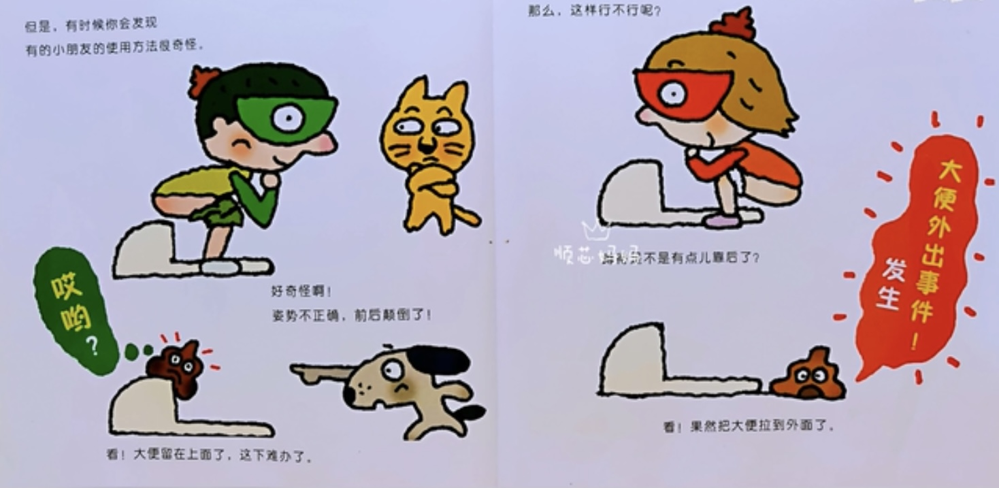 但是，有时候你会发现
有的小朋友的使用方法很奇怪。
好奇怪啊！
姿势不正确，前后颠倒了！
哎哟？
看！大便留在上面了，这下难办了。
那么，这样行不行呢？
顺芯妈妈
不是有点儿靠后了？
大便外出事件！
发生
看！果然把大便拉到外面了。